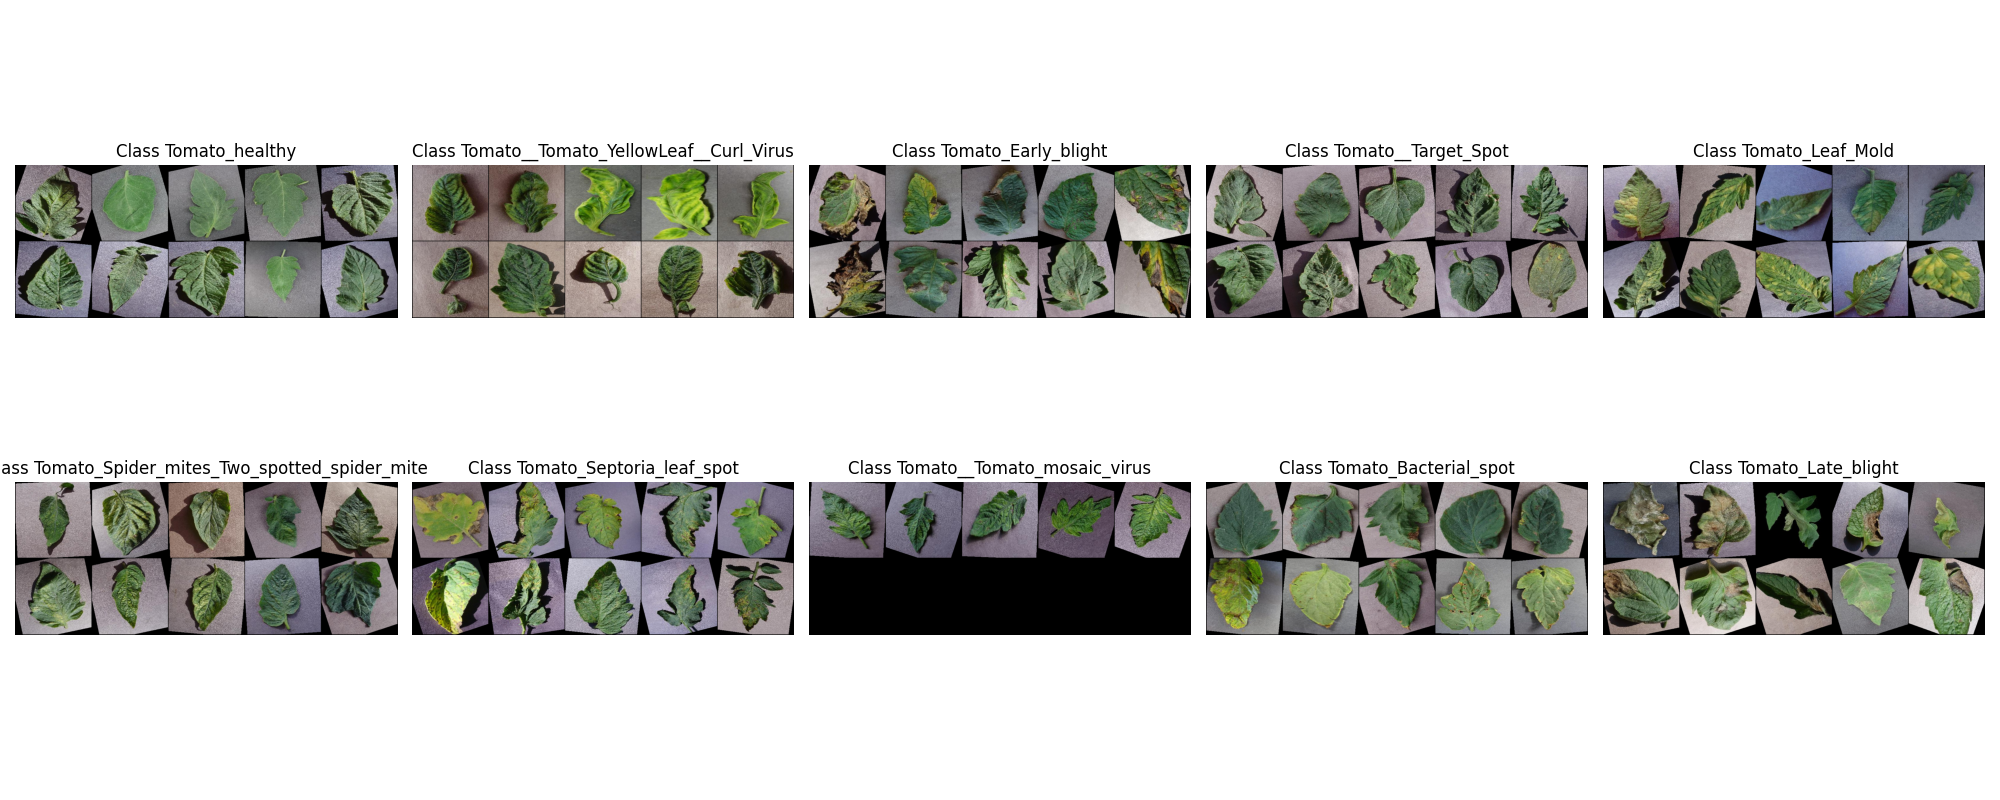 Class Tomato_healthy
Class Tomato__Tomato_YellowLeaf__Curl_Virus
Class Tomato_Early_blight
Class Tomato__Target_Spot
Class Tomato_Leaf_Mold
ass Tomato_Spider_mites_Two_spotted_spider_mite
Class Tomato_Septoria_leaf_spot
Class Tomato__Tomato_mosaic_virus
Class Tomato_Bacterial_spot
Class Tomato_Late_blight